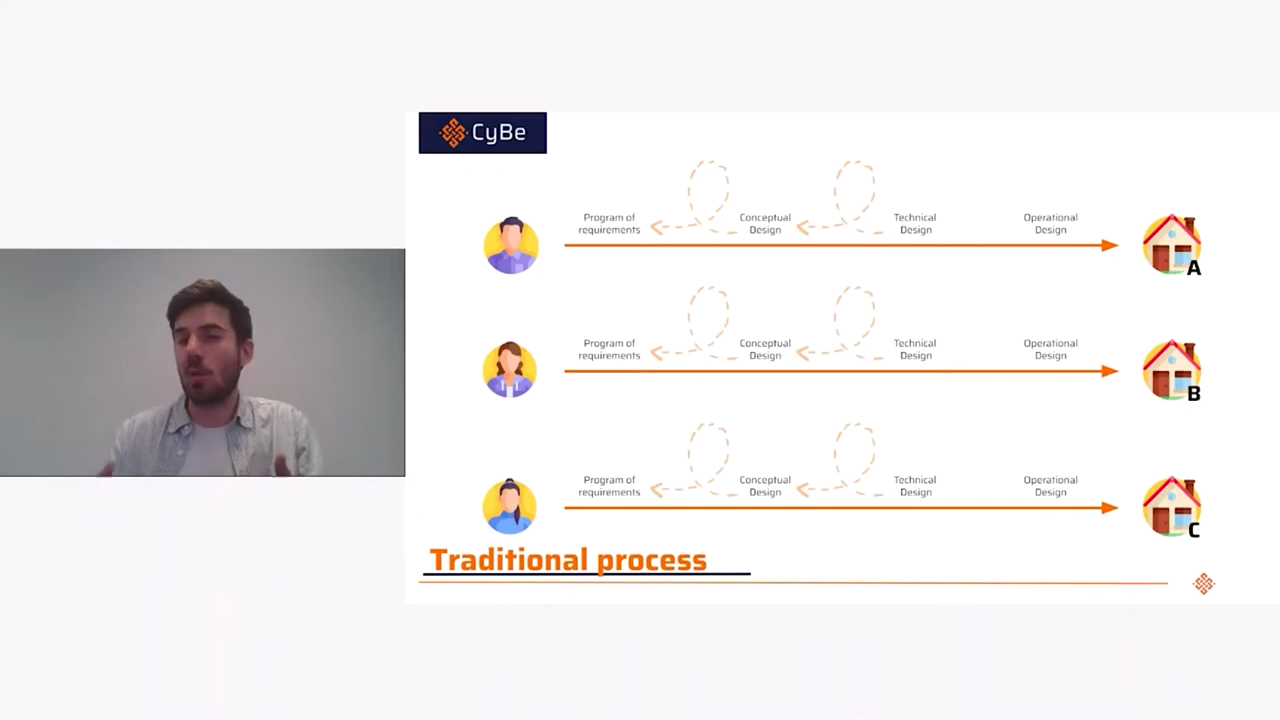 CyBe
Program of
requirements
Conceptual
Design
Technical
Design
Operational
Design
A
Program of
requirements
Conceptual
Design
Technical
Design
Operational
Design
B
Program of
requirements
Conceptual
Design
Technical
Design
Operational
Design
C
Traditional process